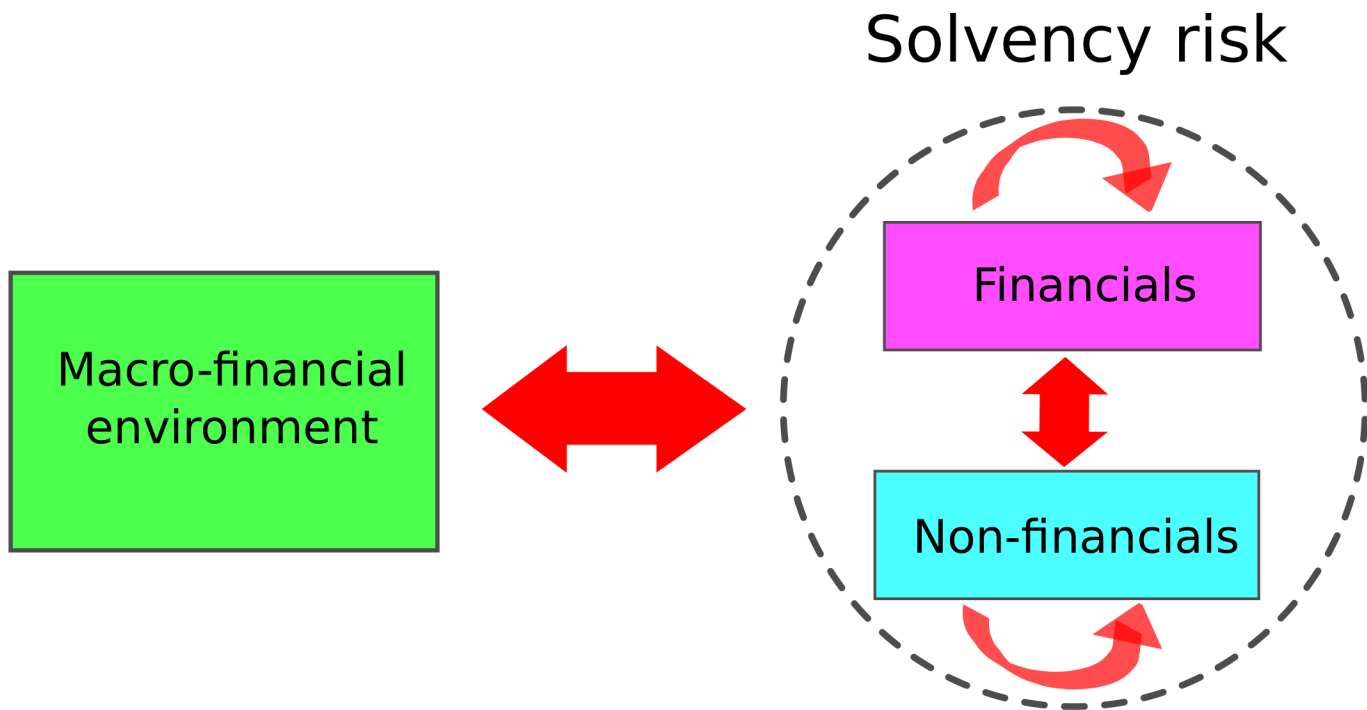 Solvency risk
Financials
Macro-financial
environment
Non-financials